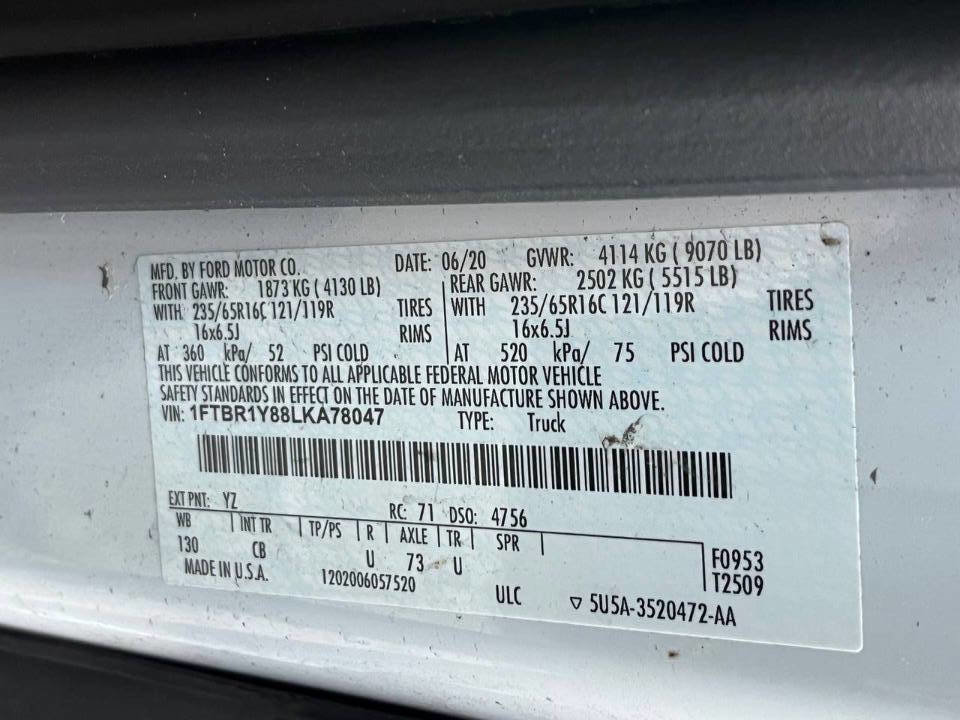 MFD. BY FORD MOTOR CO. DATE: 06/20 GVWR: 4114 KG ( 9070 LB)
FRONT GAWR: 1873 KG ( 4130 LB) REAR GAWR: 2502 KG ( 5515 LB)
WITH 235/65R16C 121/119R TIRES WITH 235/65R16C 121/119R TIRES
16x6.5J RIMS 16x6.5J RIMS
AT 360 kPa/ 52 PSI COLD AT 520 kPa/ 75 PSI COLD
THIS VEHICLE CONFORMS TO ALL APPLICABLE FEDERAL MOTOR VEHICLE
SAFETY STANDARDS IN EFFECT ON THE DATE OF MANUFACTURE SHOWN ABOVE.
VIN: 1FTBR1Y88LKA78047 TYPE: Truck
EXT PNT: YZ RC: 71 DSO: 4756
WB INT TR TP/PS R AXLE TR SPR
130 CB U 73 U F0953
MADE IN U.S.A. 1202006057520 T2509
ULC 5U5A-3520472-AA